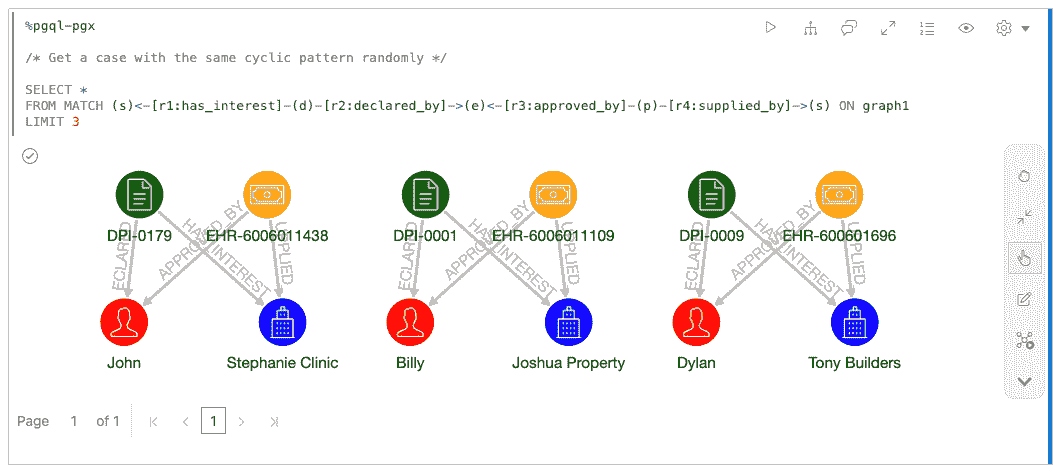 %pgql-pgx
/* Get a case with the same cyclic pattern randomly */
SELECT *
FROM MATCH (s)<-[r1:has_interest]-(d)-[r2:declared_by]->(e)<-[r3:approved_by]-(p)-[r4:supplied_by]->(s) ON graph1
LIMIT 3
DPI-0179 EHR-6006011438 DPI-0001 EHR-6006011109 DPI-0009 EHR-600601696
ECLARED APPROVED BY HAS INTEREST UPPLIED ECLARED APPROVED BY HAS INTEREST UPPLIED ECLARED APPROVED BY HAS INTEREST UPPLIED
John Stephanie Clinic Billy Joshua Property Dylan Tony Builders
Page 1 of 1 1